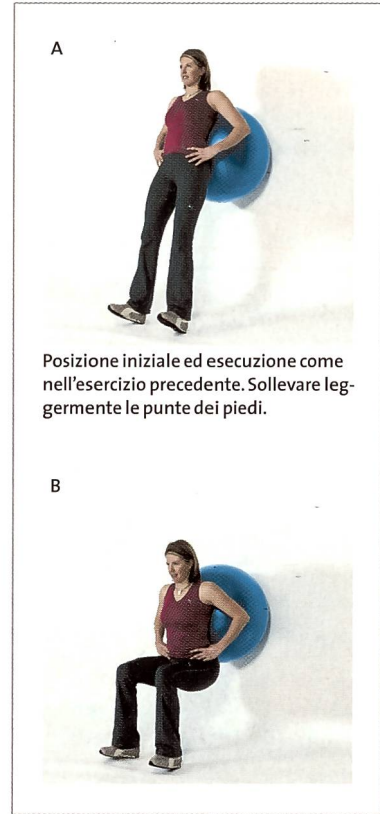 A
Posizione iniziale ed esecuzione come
nell'esercizio precedente. Sollevare leg-
germente le punte dei piedi.
B